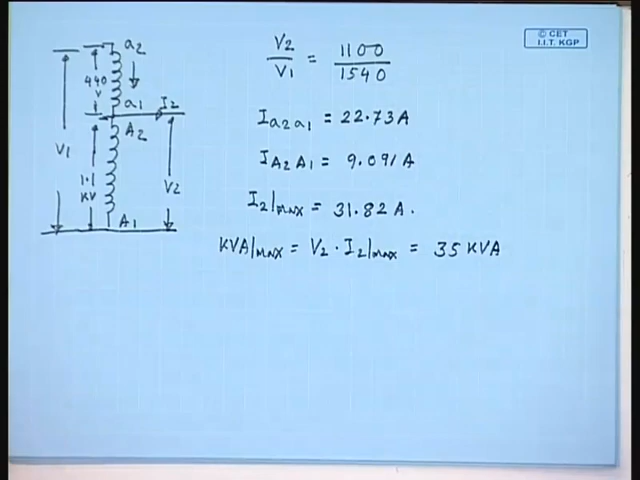 © CET
I.I.T. KGP
V2/V1 = 1100/1540
Ia2a1 = 22.73A
IA2A1 = 9.091A
I2|max = 31.82A.
KVA|max = V2 · I2|max = 35 KVA
a2
440
V
a1 I2
A2
V1
1.1
KV
V2
A1